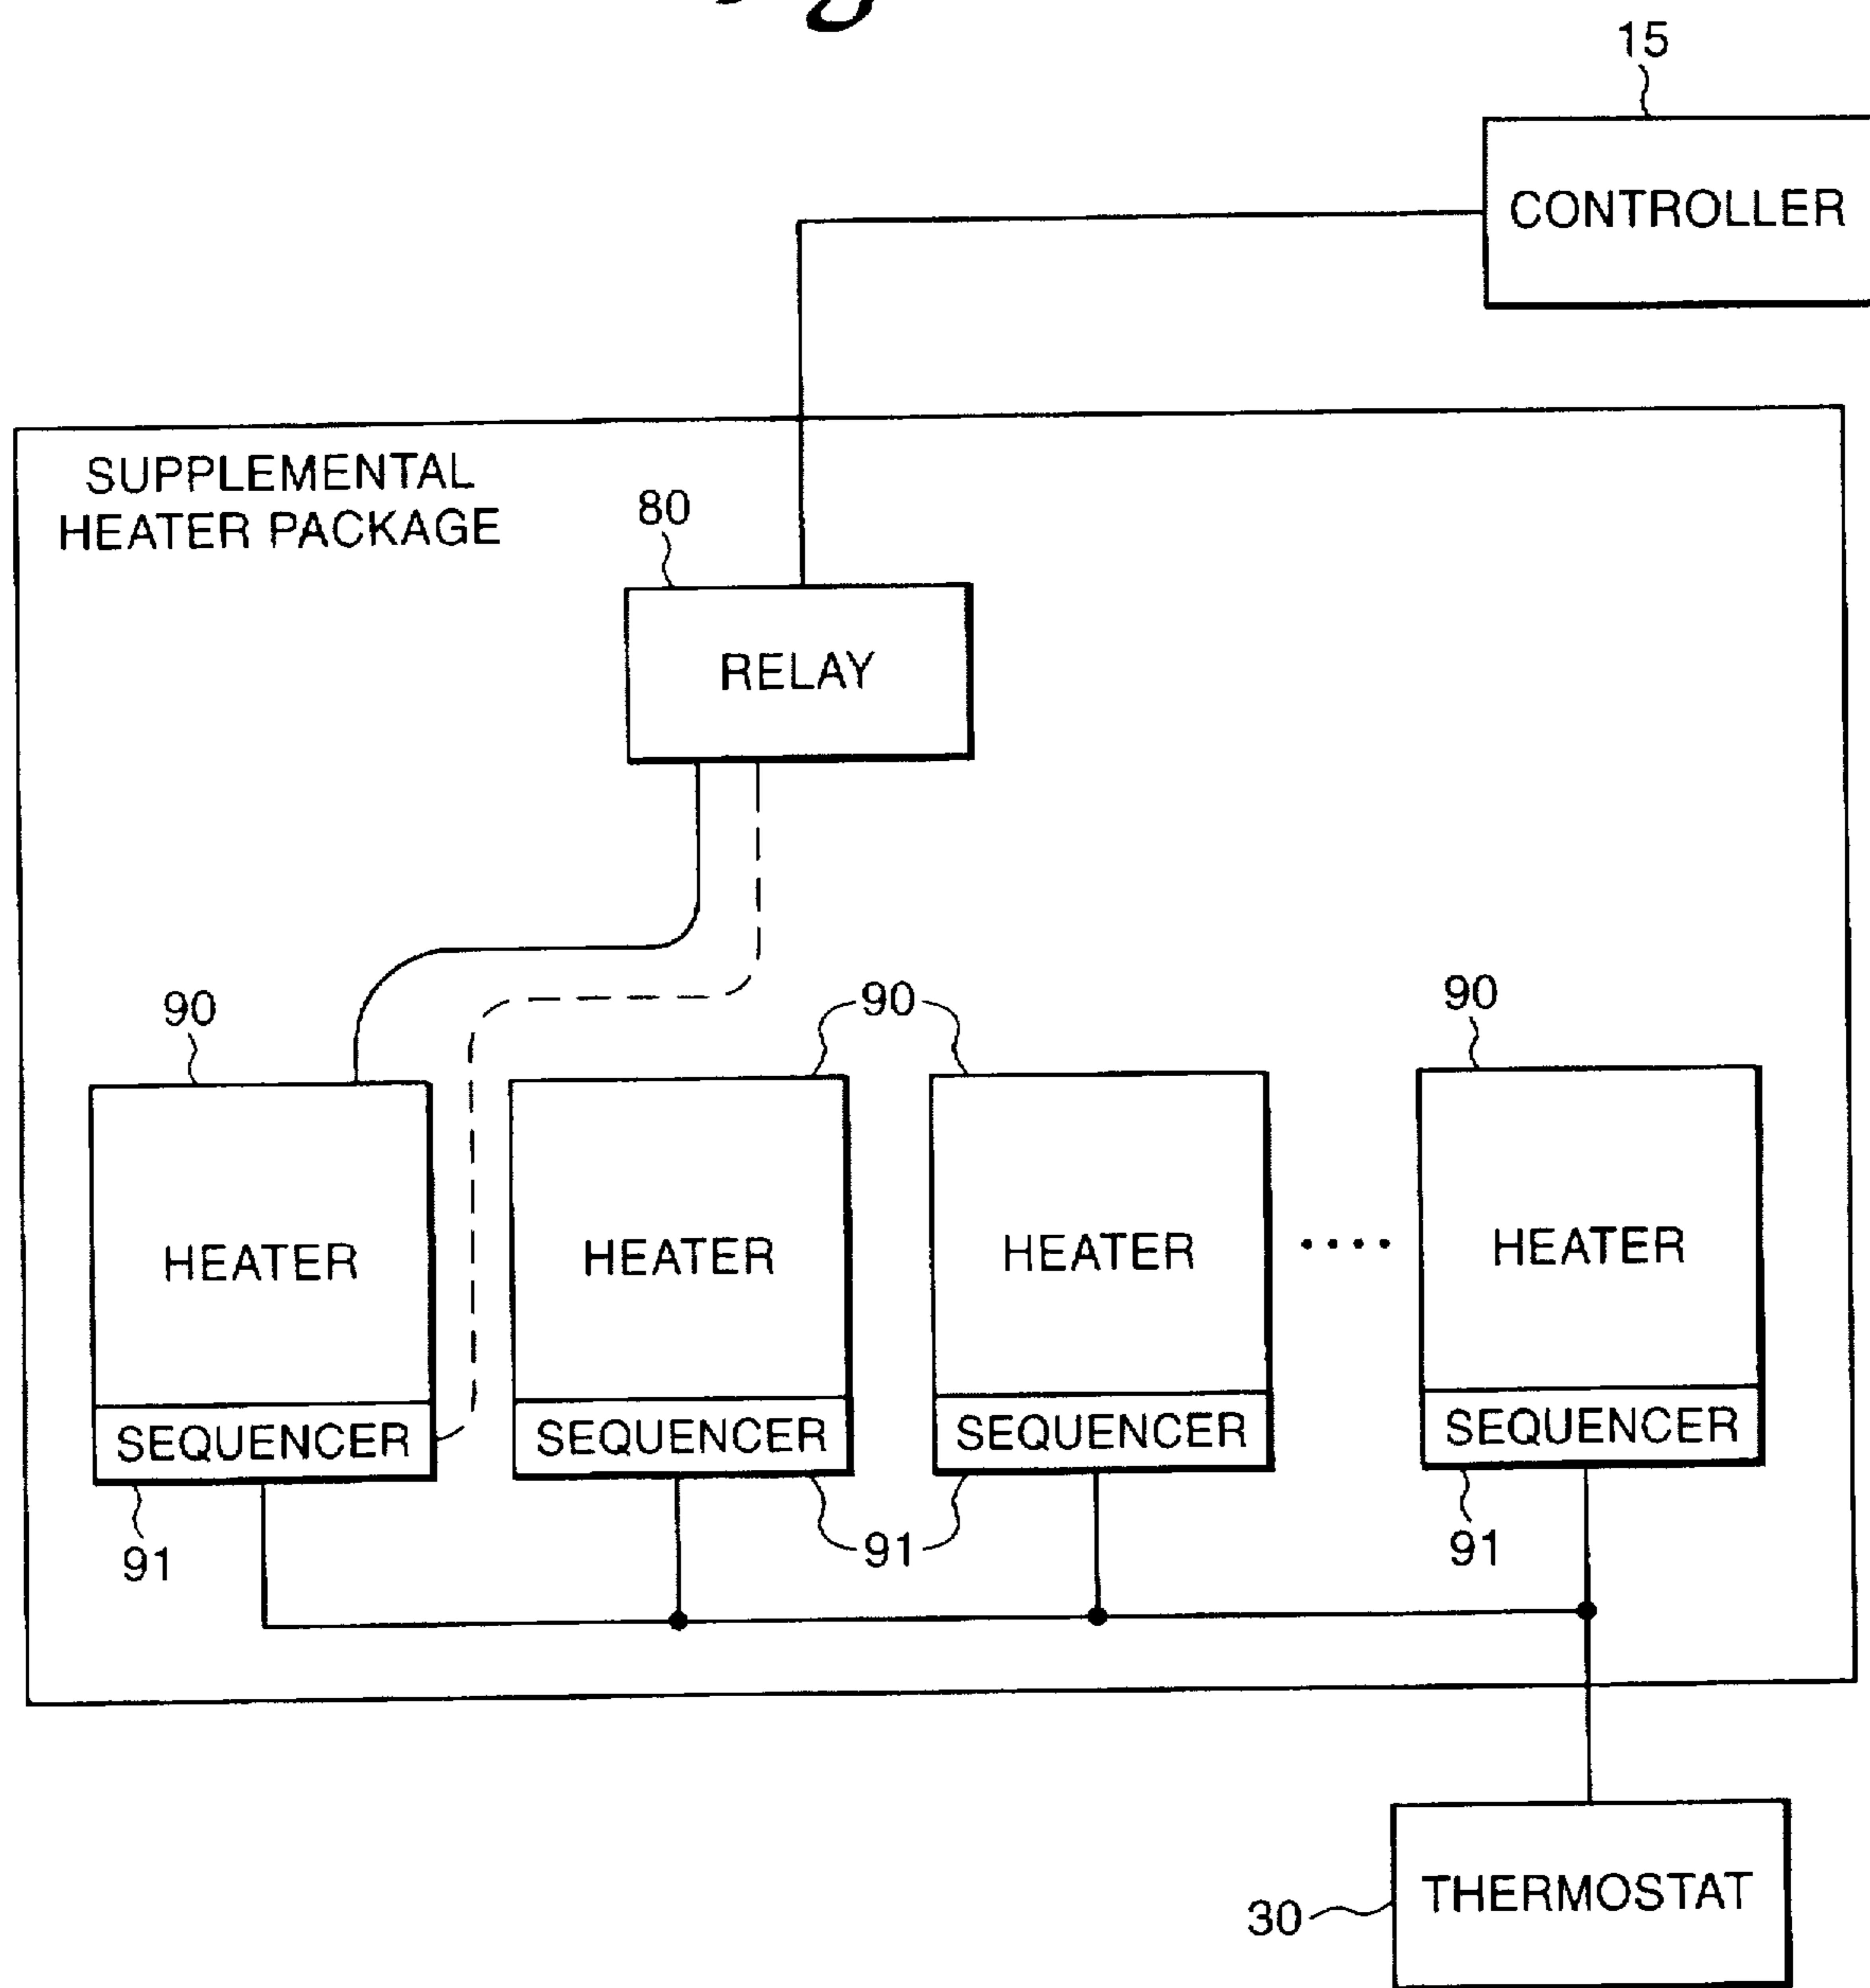 15
CONTROLLER
SUPPLEMENTAL
HEATER PACKAGE
80
RELAY
90
90
90
HEATER
HEATER
HEATER
....
HEATER
SEQUENCER
SEQUENCER
SEQUENCER
SEQUENCER
91
91
91
30
THERMOSTAT